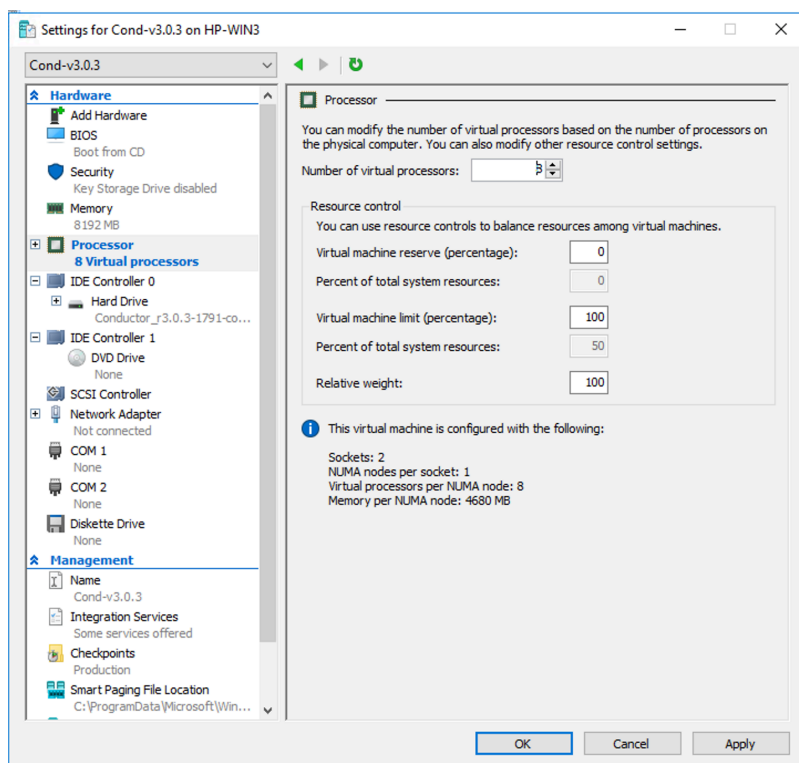 Settings for Cond-v3.0.3 on HP-WIN3
Cond-v3.0.3
Hardware
Add Hardware
BIOS
Boot from CD
Security
Key Storage Drive disabled
Memory
8192 MB
Processor
8 Virtual processors
IDE Controller 0
Hard Drive
Conductor_r3.0.3-1791-co...
IDE Controller 1
DVD Drive
None
SCSI Controller
Network Adapter
Not connected
COM 1
None
COM 2
None
Diskette Drive
None
Management
Name
Cond-v3.0.3
Integration Services
Some services offered
Checkpoints
Production
Smart Paging File Location
C:\ProgramData\Microsoft\Win...
Processor
You can modify the number of virtual processors based on the number of processors on
the physical computer. You can also modify other resource control settings.
Number of virtual processors:
Resource control
You can use resource controls to balance resources among virtual machines.
Virtual machine reserve (percentage): 0
Percent of total system resources: 0
Virtual machine limit (percentage): 100
Percent of total system resources: 50
Relative weight: 100
This virtual machine is configured with the following:
Sockets: 2
NUMA nodes per socket: 1
Virtual processors per NUMA node: 8
Memory per NUMA node: 4680 MB
OK Cancel Apply